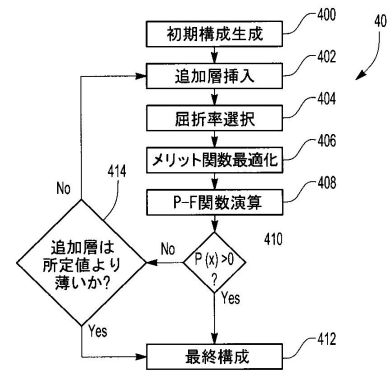 初期構成生成
400
40
追加層挿入
402
屈折率選択
404
メリット関数最適化
406
P-F関数演算
408
414
No
追加層は
所定値より
薄いか?
No
P(x)>0
?
410
Yes
Yes
最終構成
412